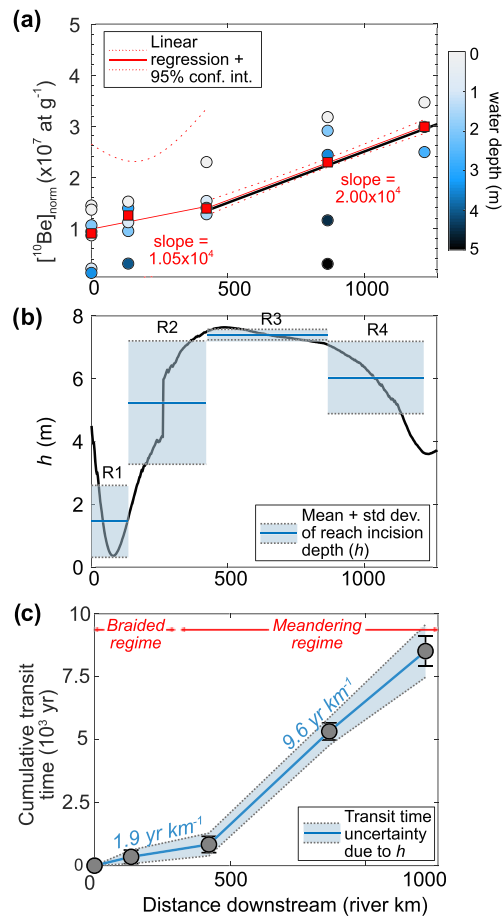 (a)
5
4
3
2
1
0
[¹⁰Be]norm (x10⁷ at g⁻¹)
Linear
regression +
95% conf. int.
slope =
1.05x10⁴
slope =
2.00x10⁴
0
500
1000
0
1
2
3
4
5
water depth (m)
(b)
8
6
4
2
0
h (m)
R1
R2
R3
R4
Mean + std dev.
of reach incision
depth (h)
0
500
1000
(c)
10
7.5
5
2.5
0
Cumulative transit
time (10³ yr)
Braided
regime
Meandering
regime
1.9 yr km⁻¹
9.6 yr km⁻¹
Transit time
uncertainty
due to h
0
500
1000
Distance downstream (river km)